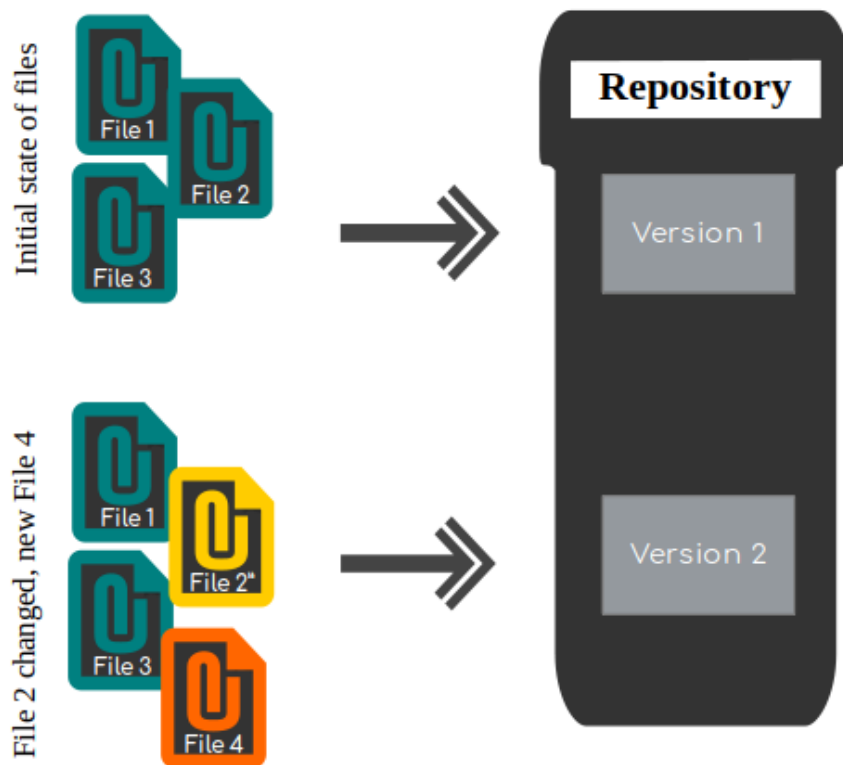 Initial state of files
File 1
File 2
File 3
Repository
Version 1
File 2 changed, new File 4
File 1
File 2*
File 3
File 4
Version 2